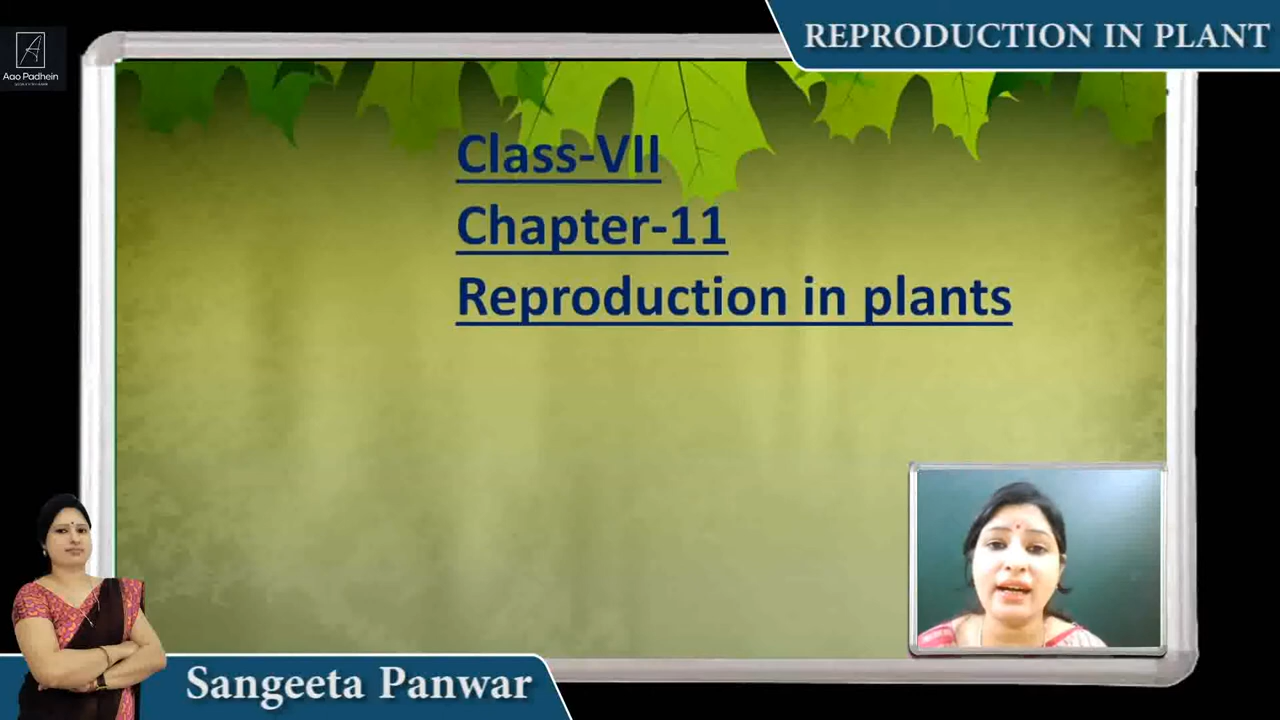 REPRODUCTION IN PLANT
Aao Padhein
Class-VII
Chapter-11
Reproduction in plants
Sangeeta Panwar